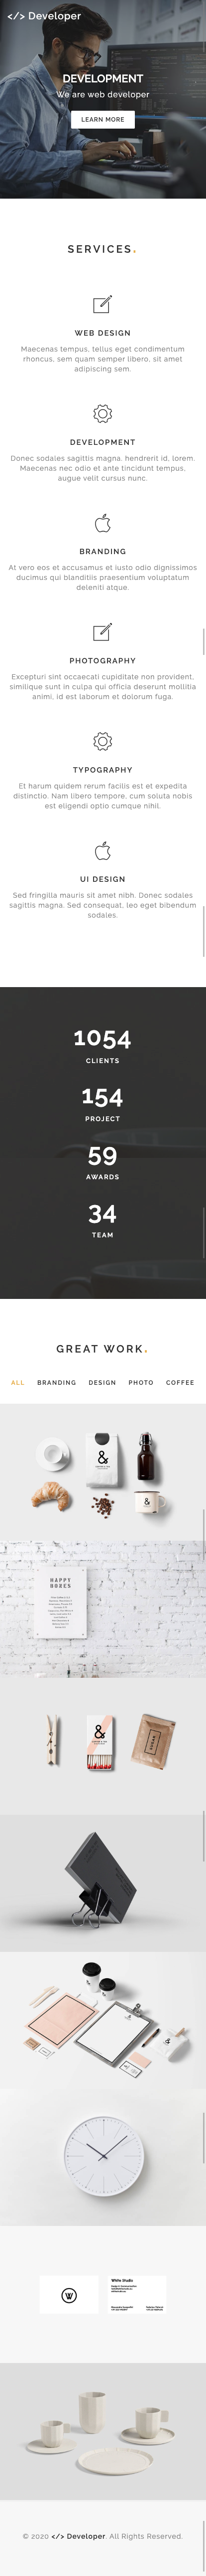 </> Developer
DEVELOPMENT
We are web developer
LEARN MORE
SERVICES.
WEB DESIGN
Maecenas tempus, tellus eget condimentum
rhoncus, sem quam semper libero, sit amet
adipiscing sem.
DEVELOPMENT
Donec sodales sagittis magna. hendrerit id, lorem.
Maecenas nec odio et ante tincidunt tempus,
augue velit cursus nunc.
BRANDING
At vero eos et accusamus et iusto odio dignissimos
ducimus qui blanditiis praesentium voluptatum
deleniti atque.
PHOTOGRAPHY
Excepturi sint occaecati cupiditate non provident,
similique sunt in culpa qui officia deserunt mollitia
animi, id est laborum et dolorum fuga.
TYPOGRAPHY
Et harum quidem rerum facilis est et expedita
distinctio. Nam libero tempore, cum soluta nobis
est eligendi optio cumque nihil.
UI DESIGN
Sed fringilla mauris sit amet nibh. Donec sodales
sagittis magna. Sed consequat, leo eget bibendum
sodales.
1054
CLIENTS
154
PROJECT
59
AWARDS
34
TEAM
GREAT WORK.
ALL BRANDING DESIGN PHOTO COFFEE
&
&
HAPPY
HOURS
&
SUGAR
W
White Studio
© 2020 </> Developer. All Rights Reserved.